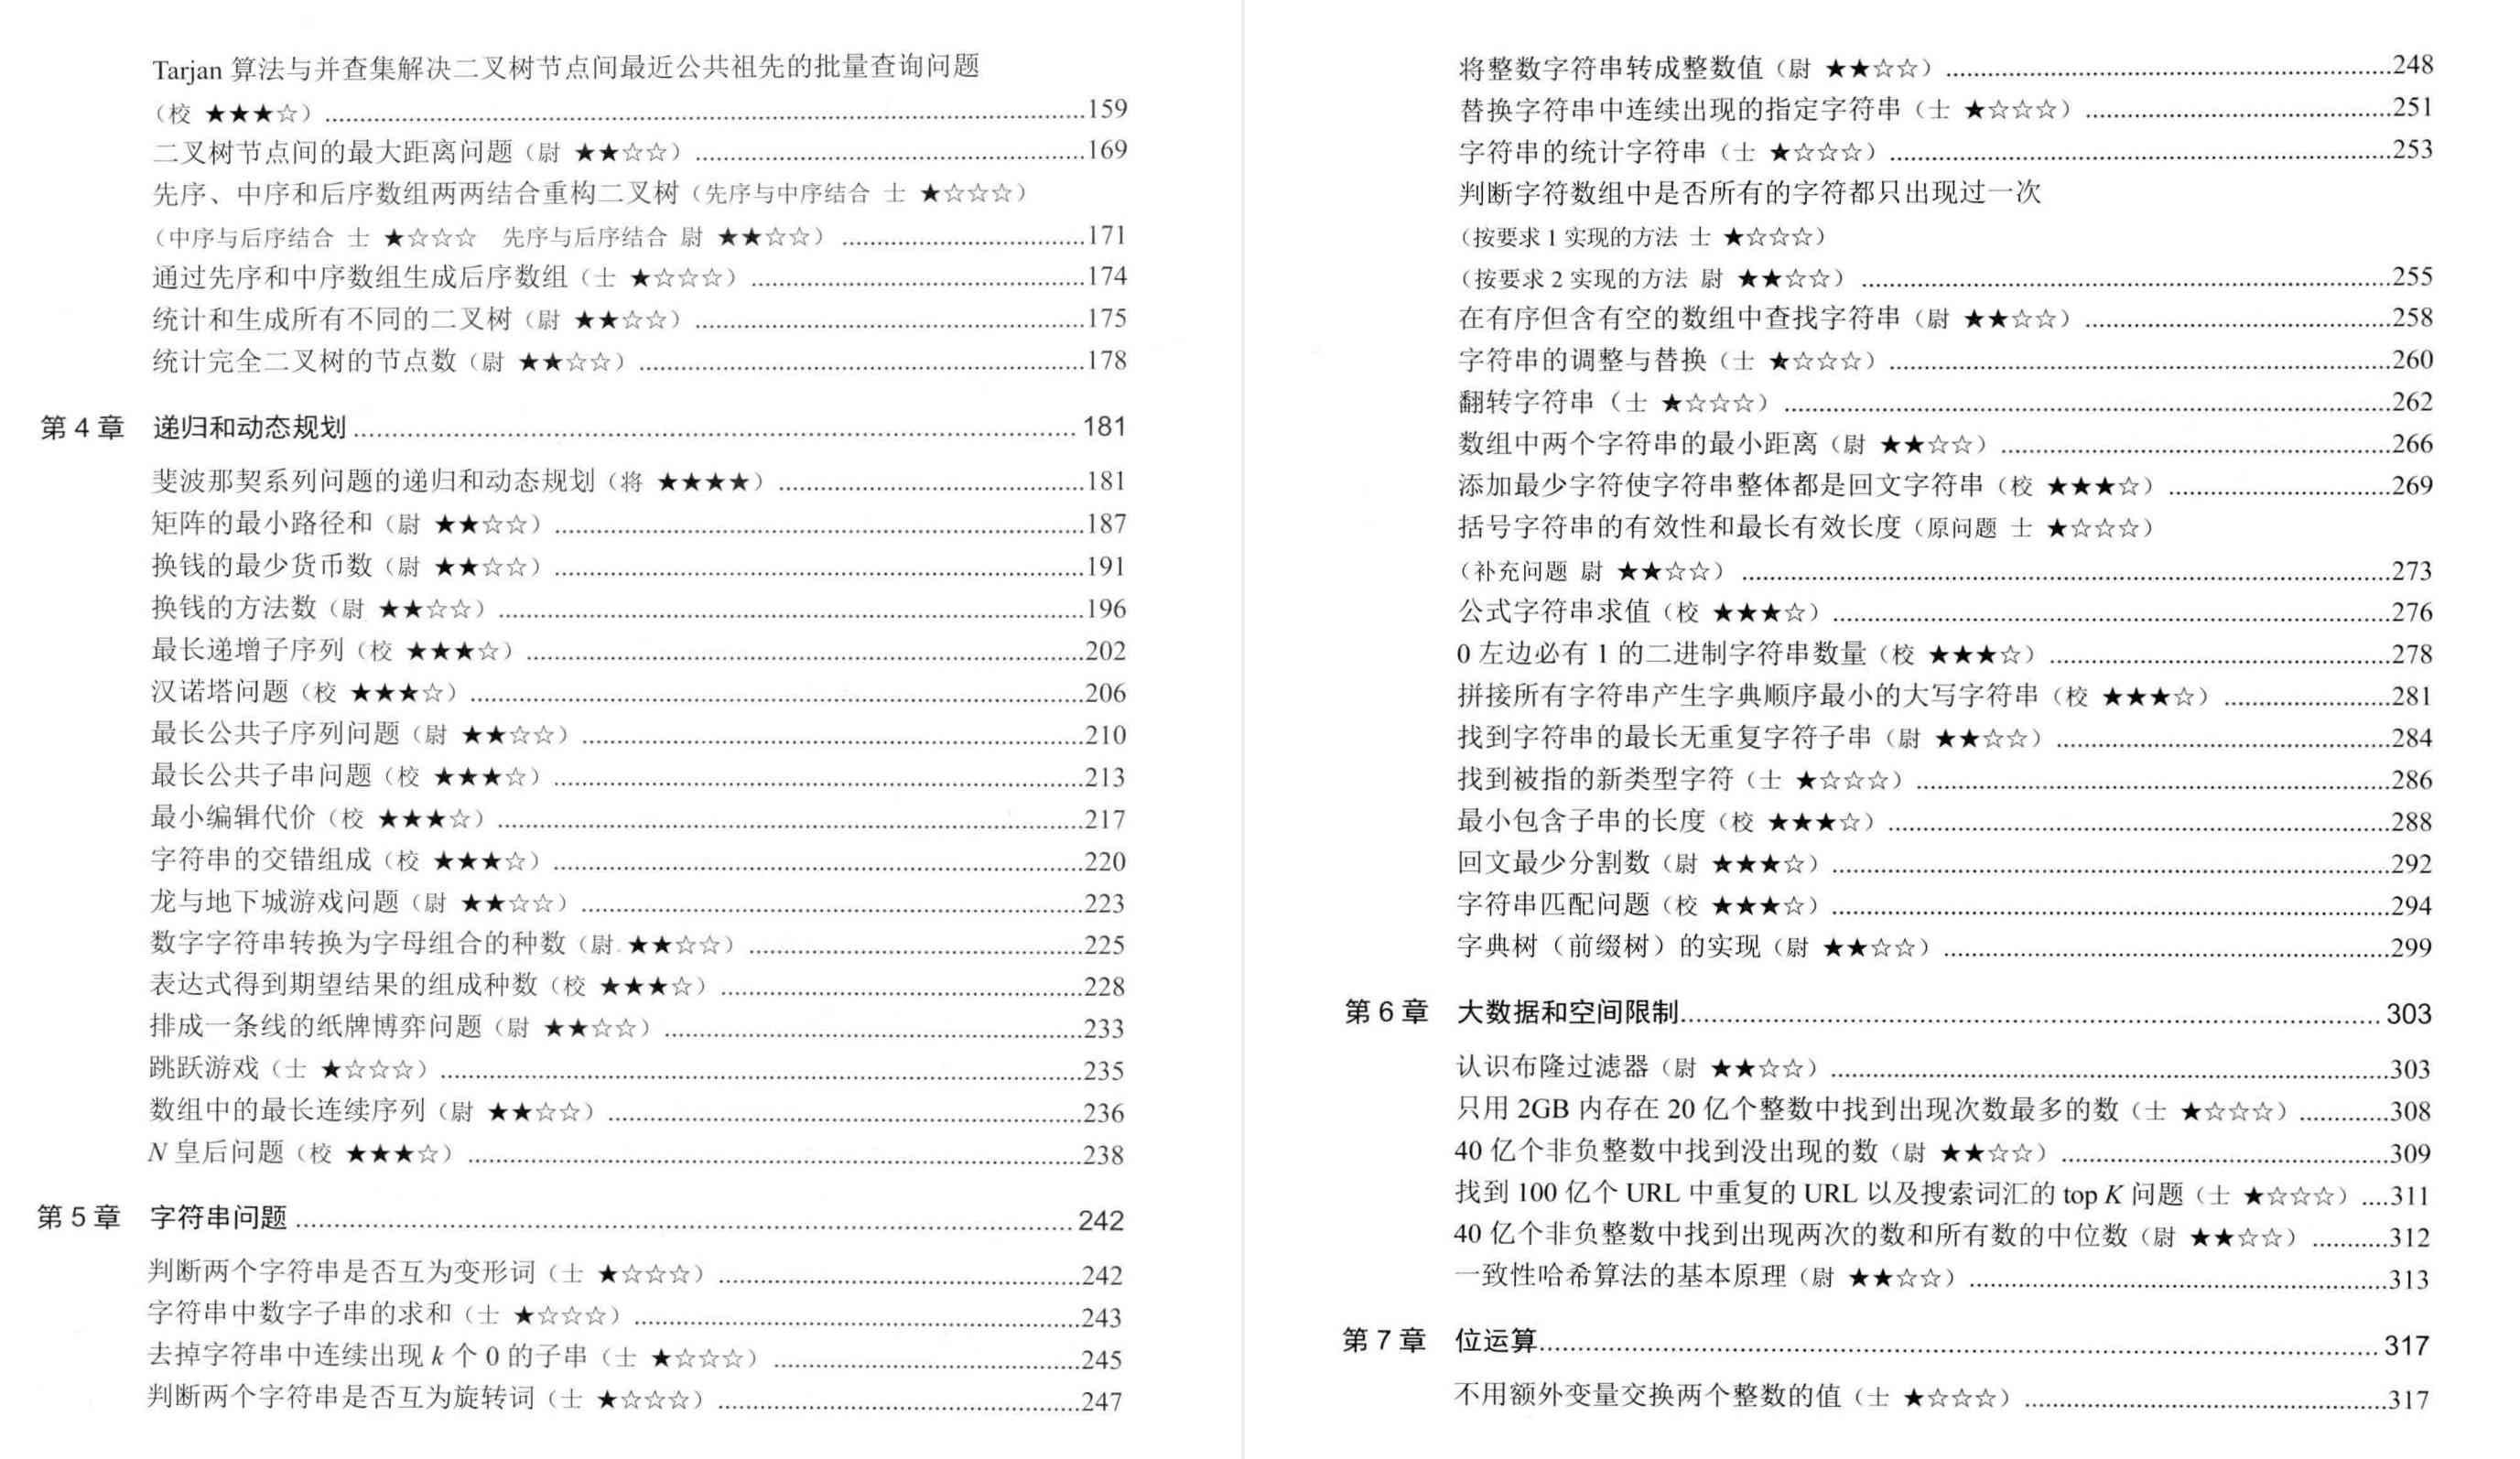 Tarjan 算法与并查集解决二叉树节点间最近公共祖先的批量查询问题
（校 ★★★☆）……159
二叉树节点间的最大距离问题（尉 ★★☆☆）……169
先序、中序和后序数组两两结合重构二叉树（先序与中序结合 士 ★☆☆☆）
（中序与后序结合 士 ★☆☆☆ 先序与后序结合 尉 ★★☆☆）……171
通过先序和中序数组生成后序数组（士 ★☆☆☆）……174
统计和生成所有不同的二叉树（尉 ★★☆☆）……175
统计完全二叉树的节点数（尉 ★★☆☆）……178
第 4 章 递归和动态规划……181
斐波那契系列问题的递归和动态规划（将 ★★★★）……181
矩阵的最小路径和（尉 ★★☆☆）……187
换钱的最少货币数（尉 ★★☆☆）……191
换钱的方法数（尉 ★★☆☆）……196
最长递增子序列（校 ★★★☆）……202
汉诺塔问题（校 ★★★☆）……206
最长公共子序列问题（尉 ★★☆☆）……210
最长公共子串问题（校 ★★★☆）……213
最小编辑代价（校 ★★★☆）……217
字符串的交错组成（校 ★★★☆）……220
龙与地下城游戏问题（尉 ★★☆☆）……223
数字字符串转换为字母组合的种数（尉 ★★☆☆）……225
表达式得到期望结果的组成种数（校 ★★★☆）……228
排成一条线的纸牌博弈问题（尉 ★★☆☆）……233
跳跃游戏（士 ★☆☆☆）……235
数组中的最长连续序列（尉 ★★☆☆）……236
N 皇后问题（校 ★★★☆）……238
第 5 章 字符串问题……242
判断两个字符串是否互为变形词（士 ★☆☆☆）……242
字符串中数字子串的求和（士 ★☆☆☆）……243
去掉字符串中连续出现 k 个 0 的子串（士 ★☆☆☆）……245
判断两个字符串是否互为旋转词（士 ★☆☆☆）……247
将整数字符串转成整数值（尉 ★★☆☆）……248
替换字符串中连续出现的指定字符串（士 ★☆☆☆）……251
字符串的统计字符串（士 ★☆☆☆）……253
判断字符数组中是否所有的字符都只出现过一次
（按要求 1 实现的方法 士 ★☆☆☆）
（按要求 2 实现的方法 尉 ★★☆☆）……255
在有序但含有空的数组中查找字符串（尉 ★★☆☆）……258
字符串的调整与替换（士 ★☆☆☆）……260
翻转字符串（士 ★☆☆☆）……262
数组中两个字符串的最小距离（尉 ★★☆☆）……266
添加最少字符使字符串整体都是回文字符串（校 ★★★☆）……269
括号字符串的有效性和最长有效长度（原问题 士 ★☆☆☆）
（补充问题 尉 ★★☆☆）……273
公式字符串求值（校 ★★★☆）……276
0 左边必有 1 的二进制字符串数量（校 ★★★☆）……278
拼接所有字符串产生字典顺序最小的大写字符串（校 ★★★☆）……281
找到字符串的最长无重复字符子串（尉 ★★☆☆）……284
找到被指的新类型字符（士 ★☆☆☆）……286
最小包含子串的长度（校 ★★★☆）……288
回文最少分割数（尉 ★★★☆）……292
字符串匹配问题（校 ★★★☆）……294
字典树（前缀树）的实现（尉 ★★☆☆）……299
第 6 章 大数据和空间限制……303
认识布隆过滤器（尉 ★★☆☆）……303
只用 2GB 内存在 20 亿个整数中找到出现次数最多的数（士 ★☆☆☆）……308
40 亿个非负整数中找到没出现的数（尉 ★★☆☆）……309
找到 100 亿个 URL 中重复的 URL 以及搜索词汇的 top K 问题（士 ★☆☆☆）……311
40 亿个非负整数中找到出现两次的数和所有数的中位数（尉 ★★☆☆）……312
一致性哈希算法的基本原理（尉 ★★☆☆）……313
第 7 章 位运算……317
不用额外变量交换两个整数的值（士 ★☆☆☆）……317